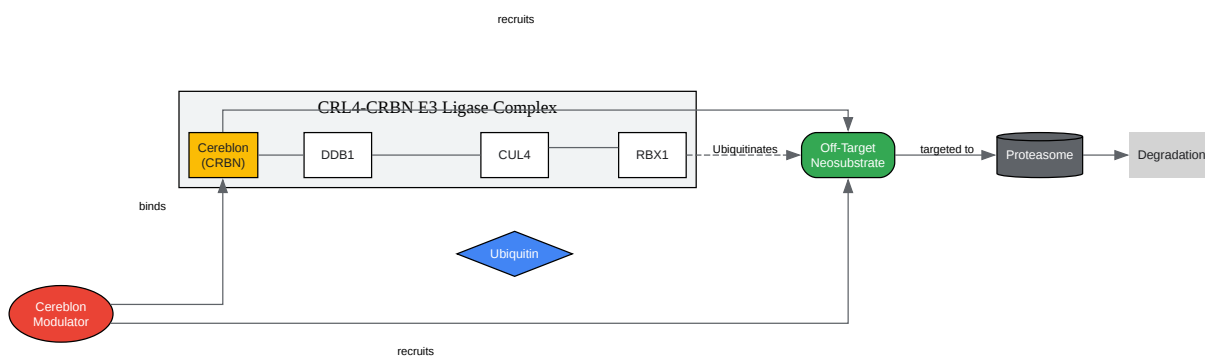 recruits
CRL4-CRBN E3 Ligase Complex
Cereblon
(CRBN)
DDB1
CUL4
RBX1
Ubiquitinates
Off-Target
Neosubstrate
targeted to
Proteasome
Degradation
binds
Ubiquitin
Cereblon
Modulator
recruits